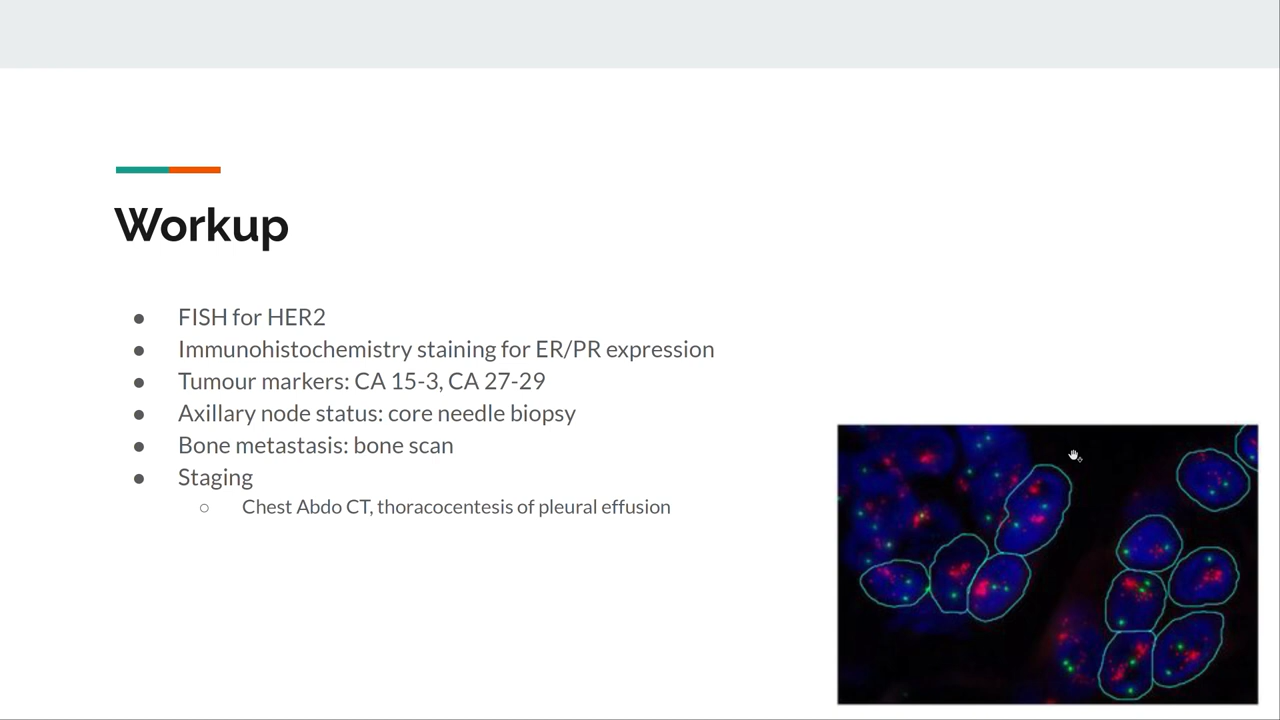 Workup
● FISH for HER2
● Immunohistochemistry staining for ER/PR expression
● Tumour markers: CA 15-3, CA 27-29
● Axillary node status: core needle biopsy
● Bone metastasis: bone scan
● Staging
○ Chest Abdo CT, thoracocentesis of pleural effusion